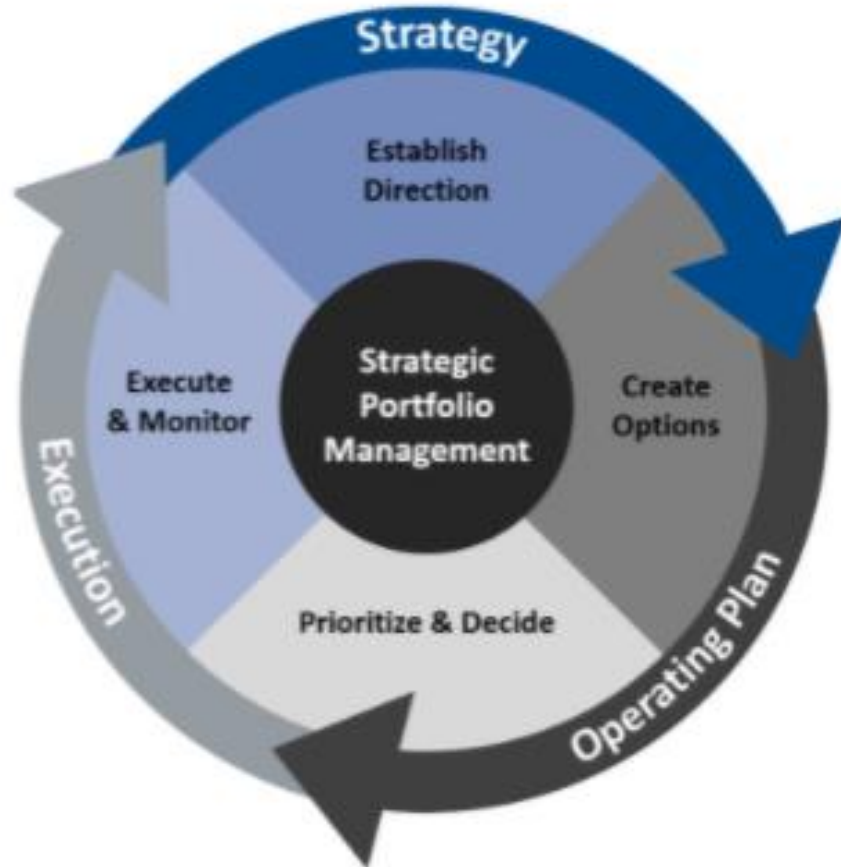 Strategy
Establish
Direction
Strategic
Portfolio
Management
Execute
& Monitor
Create
Options
Prioritize & Decide
Execution
Operating Plan